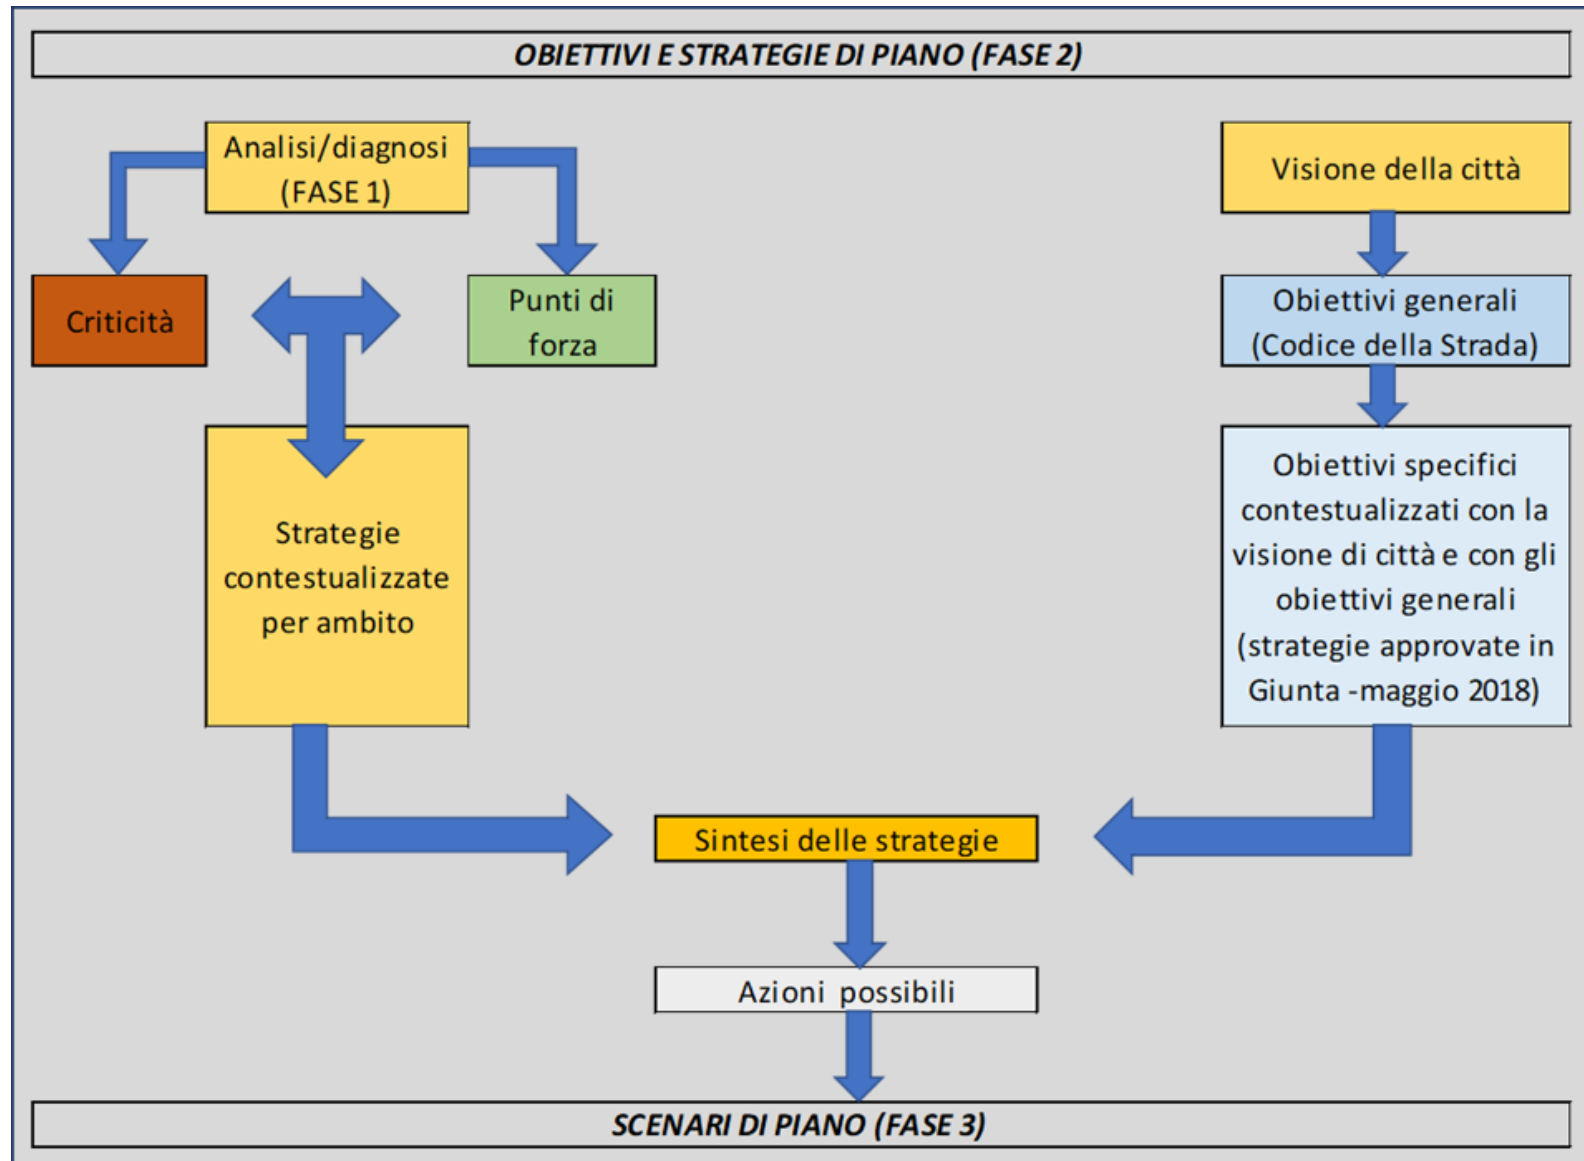 OBIETTIVI E STRATEGIE DI PIANO (FASE 2)
Analisi/diagnosi
(FASE 1)
Visione della città
Criticità
Punti di
forza
Obiettivi generali
(Codice della Strada)
Strategie
contestualizzate
per ambito
Obiettivi specifici
contestualizzati con la
visione di città e con gli
obiettivi generali
(strategie approvate in
Giunta -maggio 2018)
Sintesi delle strategie
Azioni possibili
SCENARI DI PIANO (FASE 3)